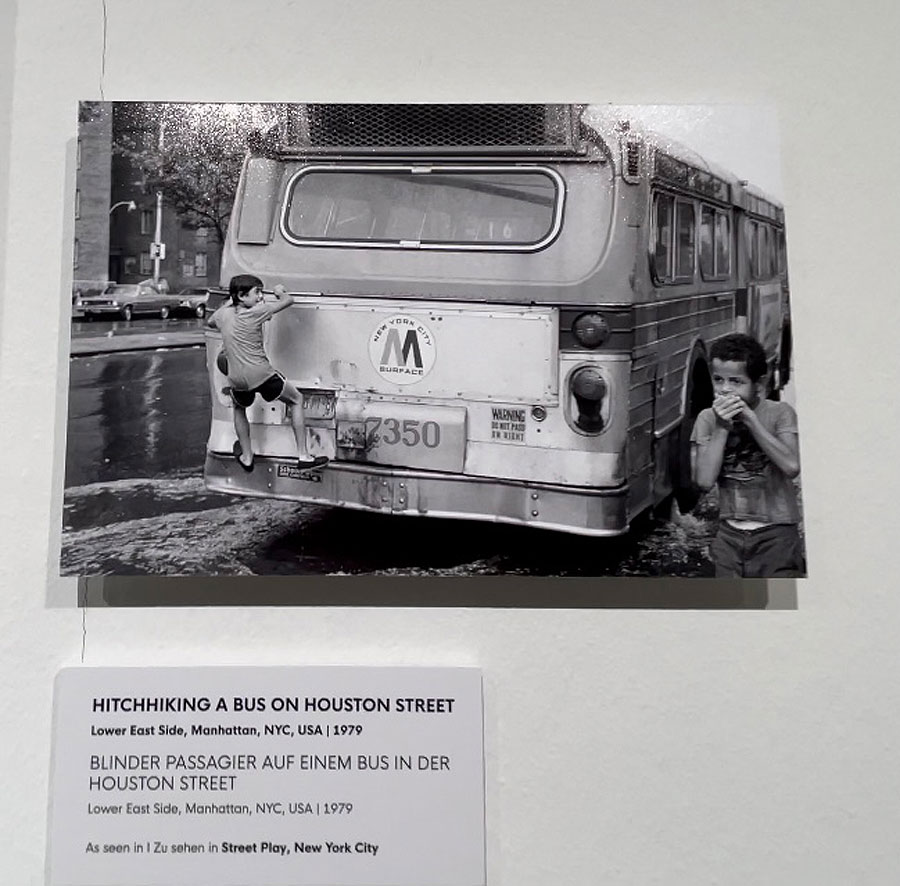 16
NEW YORK CITY
M
SURFACE
7350
WARNING
DO NOT PASS
ON RIGHT
HITCHHIKING A BUS ON HOUSTON STREET
Lower East Side, Manhattan, NYC, USA | 1979
BLINDER PASSAGIER AUF EINEM BUS IN DER
HOUSTON STREET
Lower East Side, Manhattan, NYC, USA | 1979
As seen in I Zu sehen in Street Play, New York City